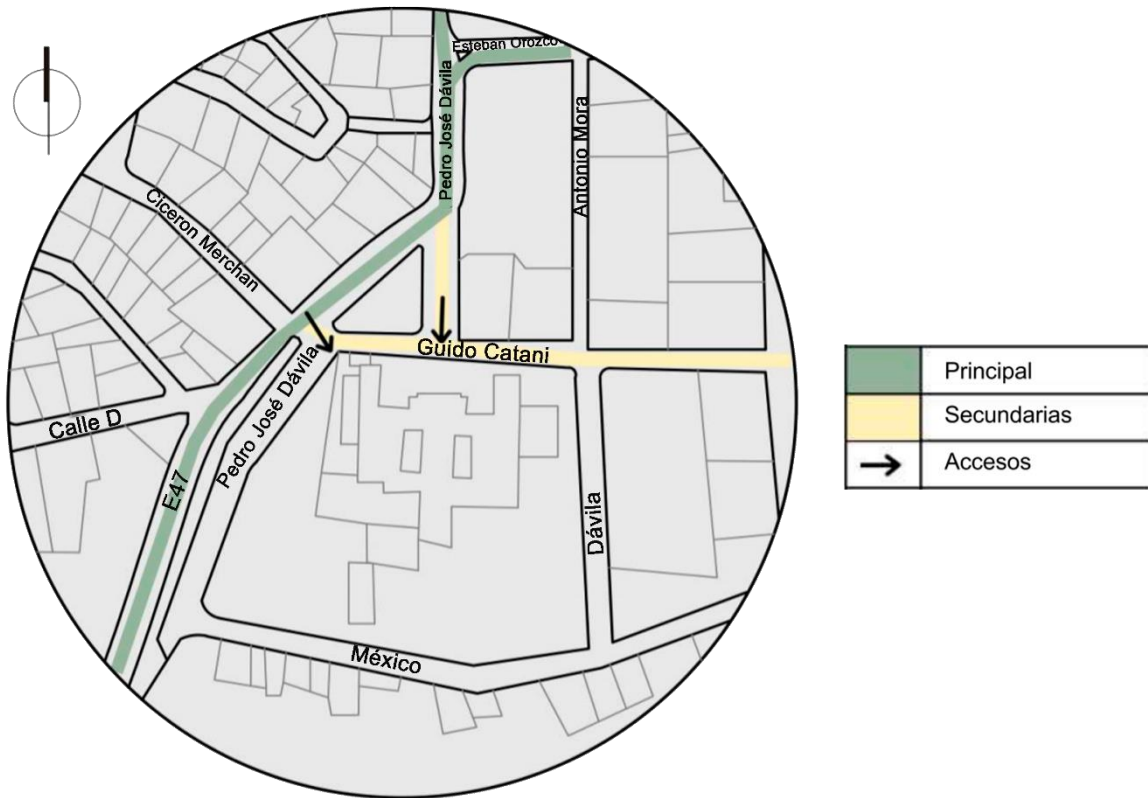 Esteban Orozco
Pedro José Dávila
Antonio Mora
Ciceron Merchan
Guido Catani
Pedro José Dávila
Calle D
E47
Dávila
México
Principal
Secundarias
Accesos